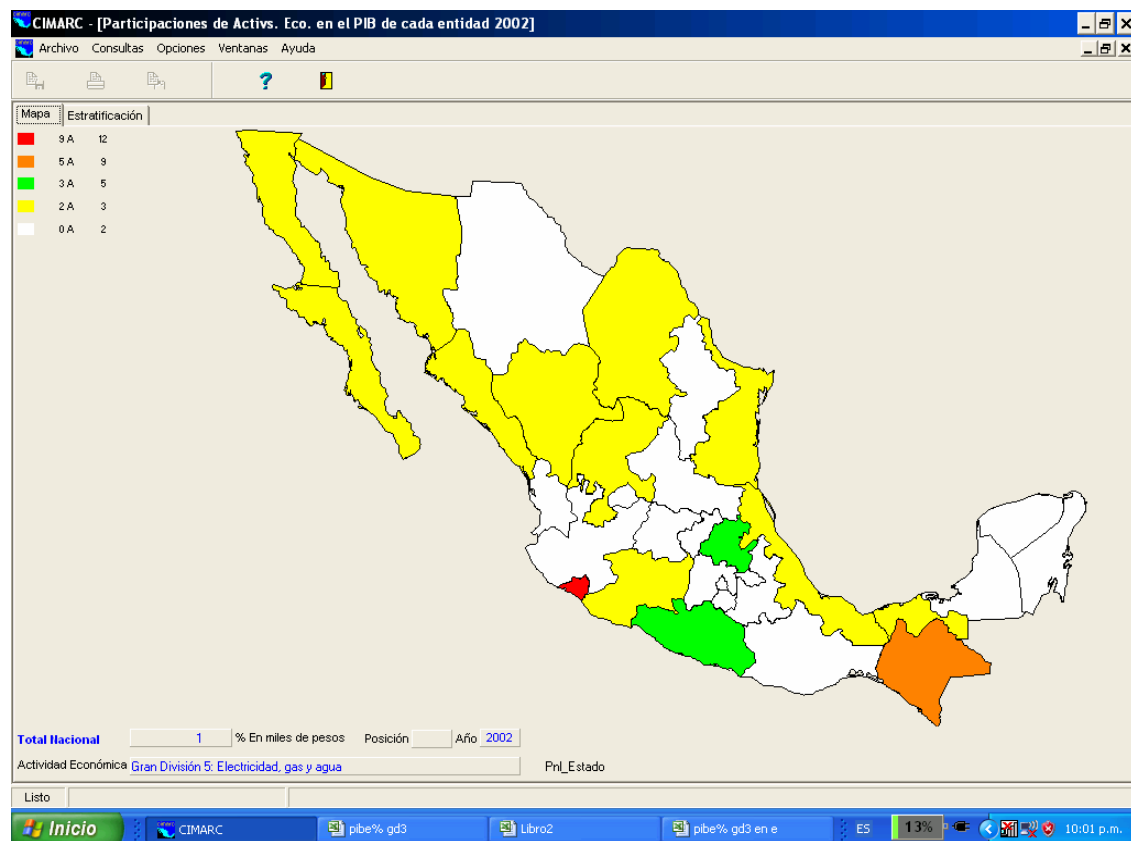 CIMARC - [Participaciones de Activs. Eco. en el PIB de cada entidad 2002]
Archivo Consultas Opciones Ventanas Ayuda
Mapa Estratificación
9 A 12
5 A 9
3 A 5
2 A 3
0 A 2
Total Nacional 1 % En miles de pesos Posición Año 2002
Actividad Económica Gran División 5: Electricidad, gas y agua Pnl_Estado
Listo
Inicio CIMARC pibe% gd3 Libro2 pibe% gd3 en e ES 13% 10:01 p.m.